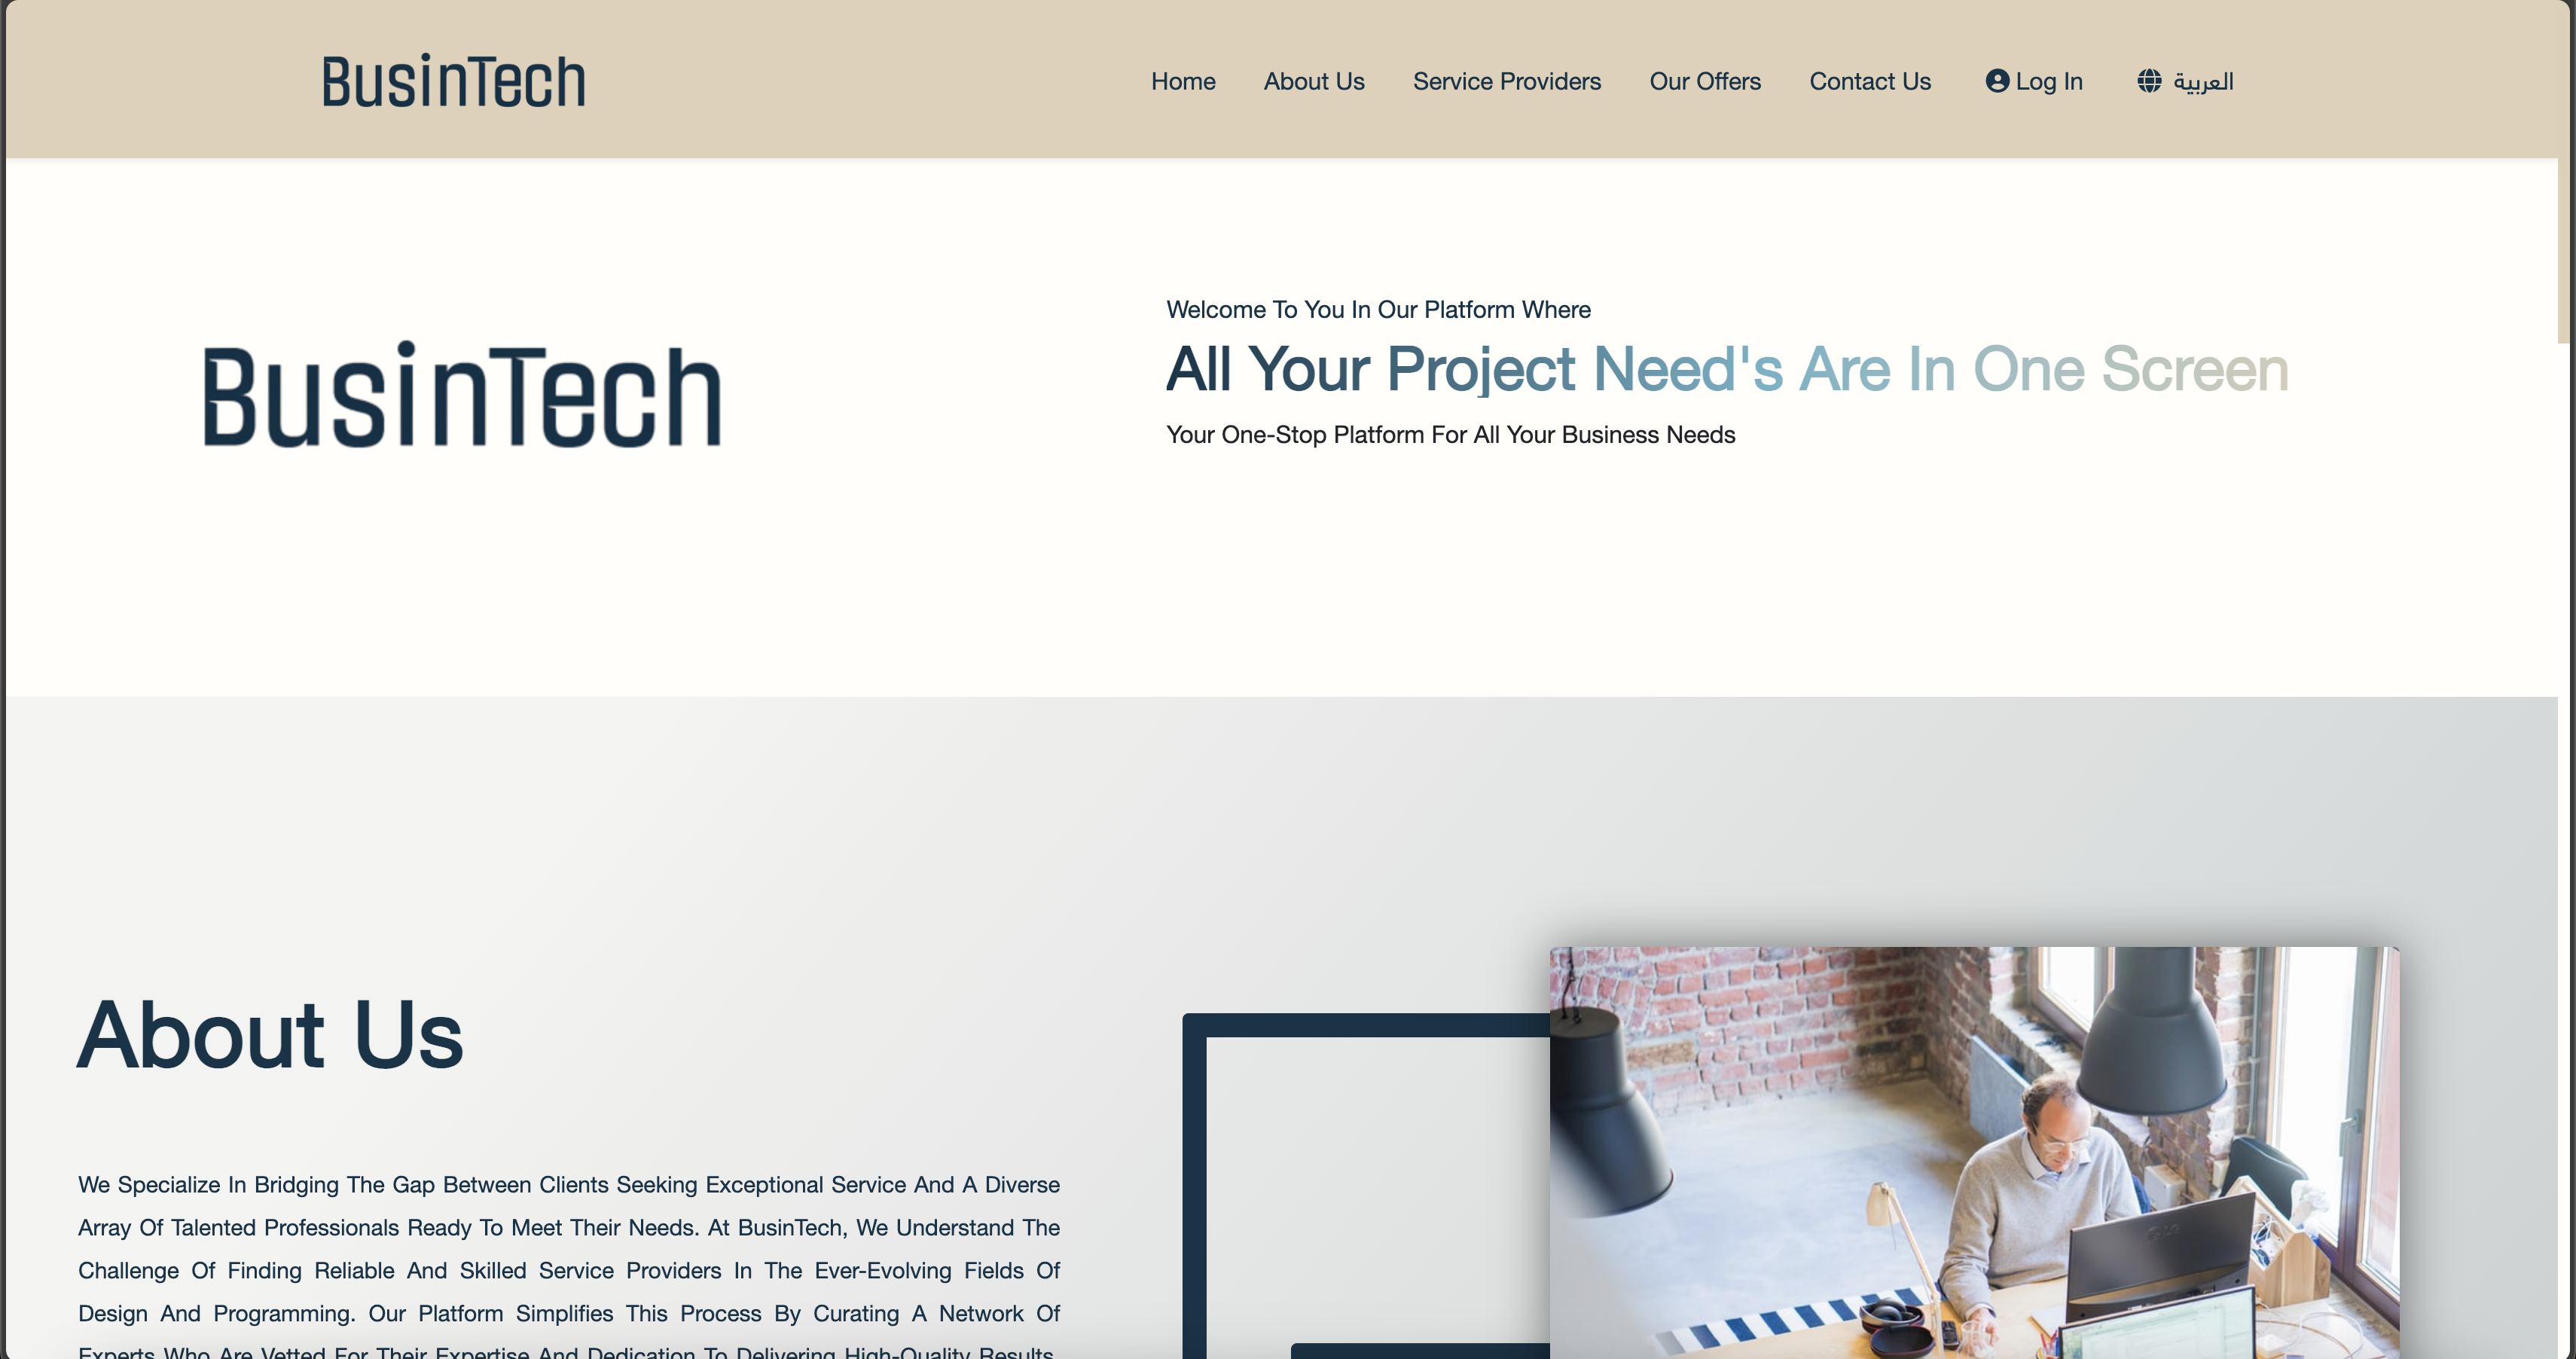 BusinTech
Home
About Us
Service Providers
Our Offers
Contact Us
Log In
العربية
BusinTech
Welcome To You In Our Platform Where
All Your Project Need's Are In One Screen
Your One-Stop Platform For All Your Business Needs
About Us
We Specialize In Bridging The Gap Between Clients Seeking Exceptional Service And A Diverse
Array Of Talented Professionals Ready To Meet Their Needs. At BusinTech, We Understand The
Challenge Of Finding Reliable And Skilled Service Providers In The Ever-Evolving Fields Of
Design And Programming. Our Platform Simplifies This Process By Curating A Network Of
Experts Who Are Vetted For Their Expertise And Dedication To Delivering High-Quality Results.